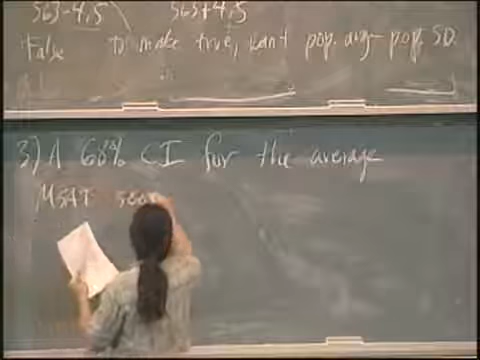 563-4.5 563+4.5
False To make true, want pop. avg - pop. SD.
3) A 68% CI for the average
MSAT